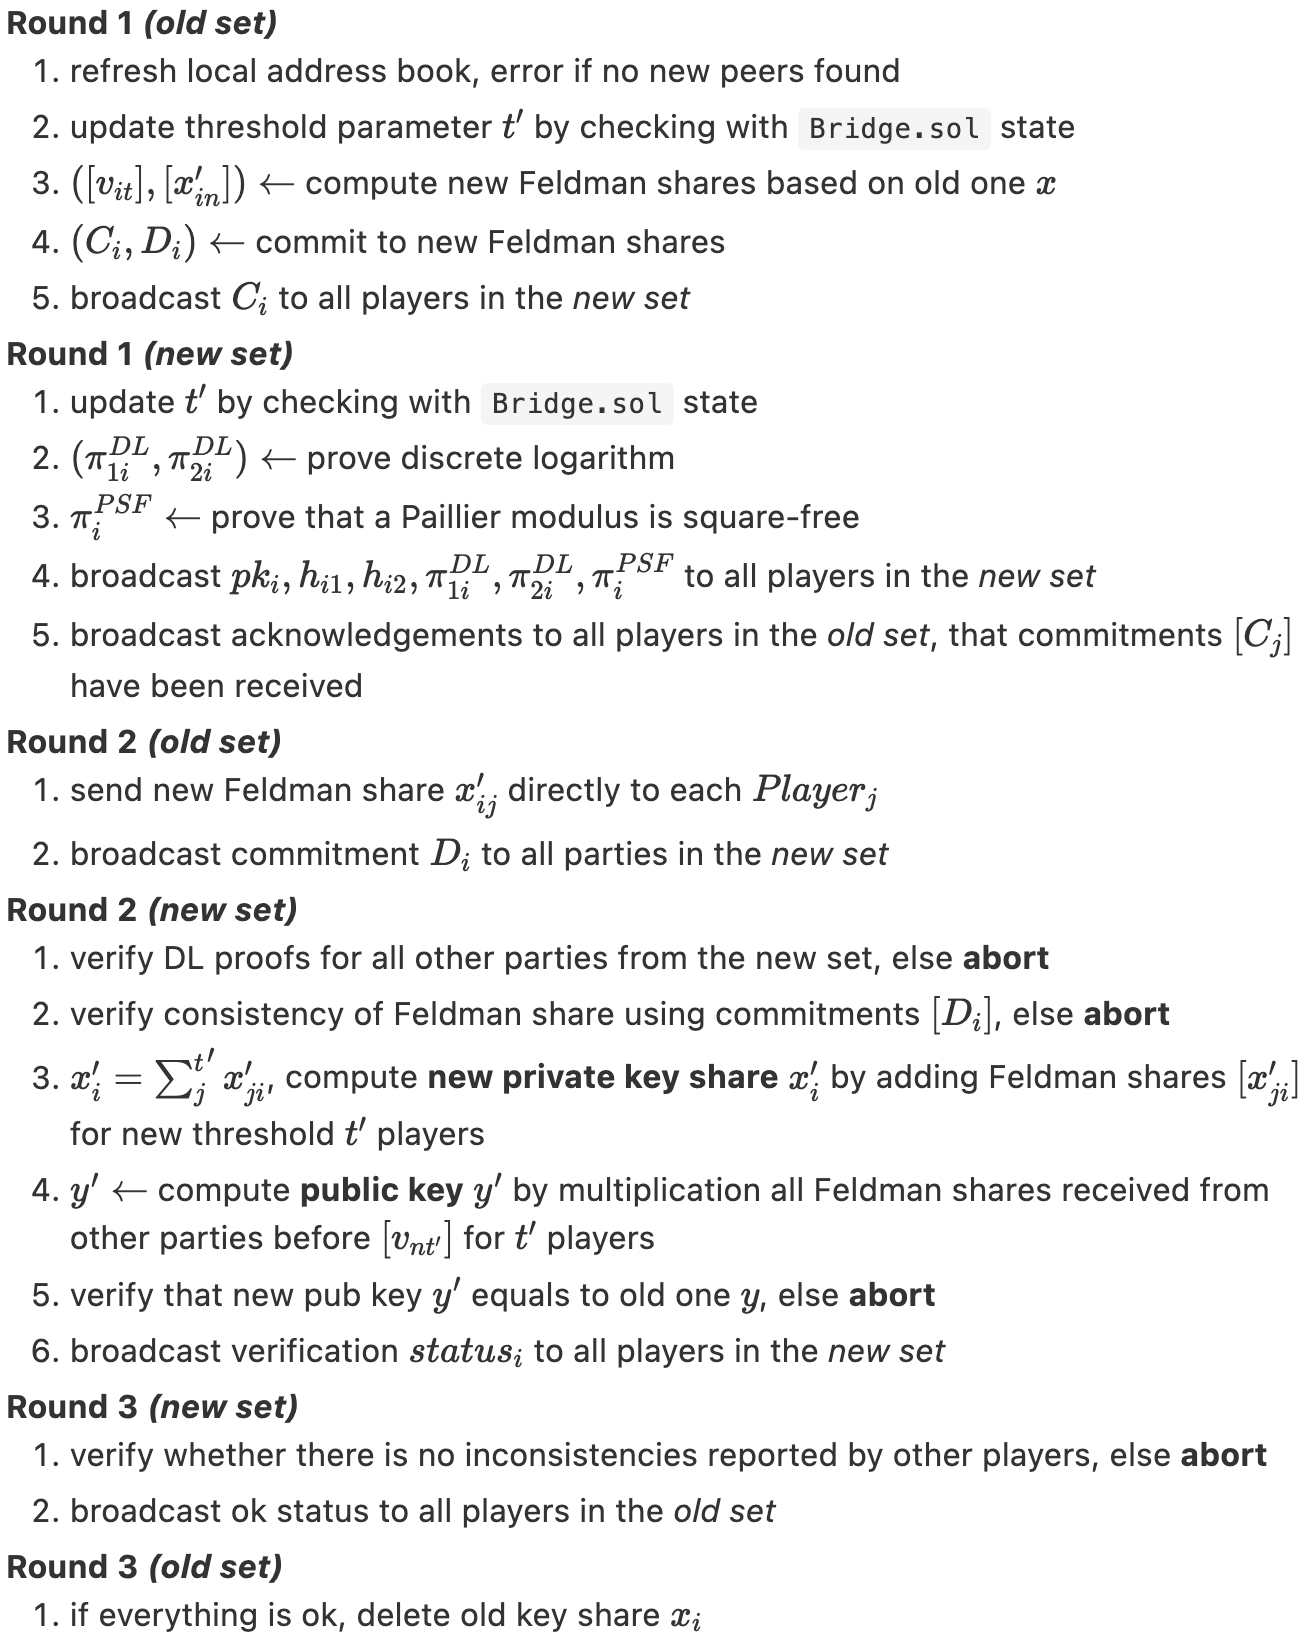 Round 1 (old set)
1. refresh local address book, error if no new peers found
2. update threshold parameter t′ by checking with Bridge.sol state
3. ([v_{it}], [x′_{in}]) ← compute new Feldman shares based on old one x
4. (C_i, D_i) ← commit to new Feldman shares
5. broadcast C_i to all players in the new set
Round 1 (new set)
1. update t′ by checking with Bridge.sol state
2. (π^{DL}_{1i}, π^{DL}_{2i}) ← prove discrete logarithm
3. π^{PSF}_i ← prove that a Paillier modulus is square-free
4. broadcast pk_i, h_{i1}, h_{i2}, π^{DL}_{1i}, π^{DL}_{2i}, π^{PSF}_i to all players in the new set
5. broadcast acknowledgements to all players in the old set, that commitments [C_j]
have been received
Round 2 (old set)
1. send new Feldman share x′_{ij} directly to each Player_j
2. broadcast commitment D_i to all parties in the new set
Round 2 (new set)
1. verify DL proofs for all other parties from the new set, else abort
2. verify consistency of Feldman share using commitments [D_i], else abort
3. x′_i = ∑^{t′}_j x′_{ji}, compute new private key share x′_i by adding Feldman shares [x′_{ji}]
for new threshold t′ players
4. y′ ← compute public key y′ by multiplication all Feldman shares received from
other parties before [v_{nt′}] for t′ players
5. verify that new pub key y′ equals to old one y, else abort
6. broadcast verification status_i to all players in the new set
Round 3 (new set)
1. verify whether there is no inconsistencies reported by other players, else abort
2. broadcast ok status to all players in the old set
Round 3 (old set)
1. if everything is ok, delete old key share x_i